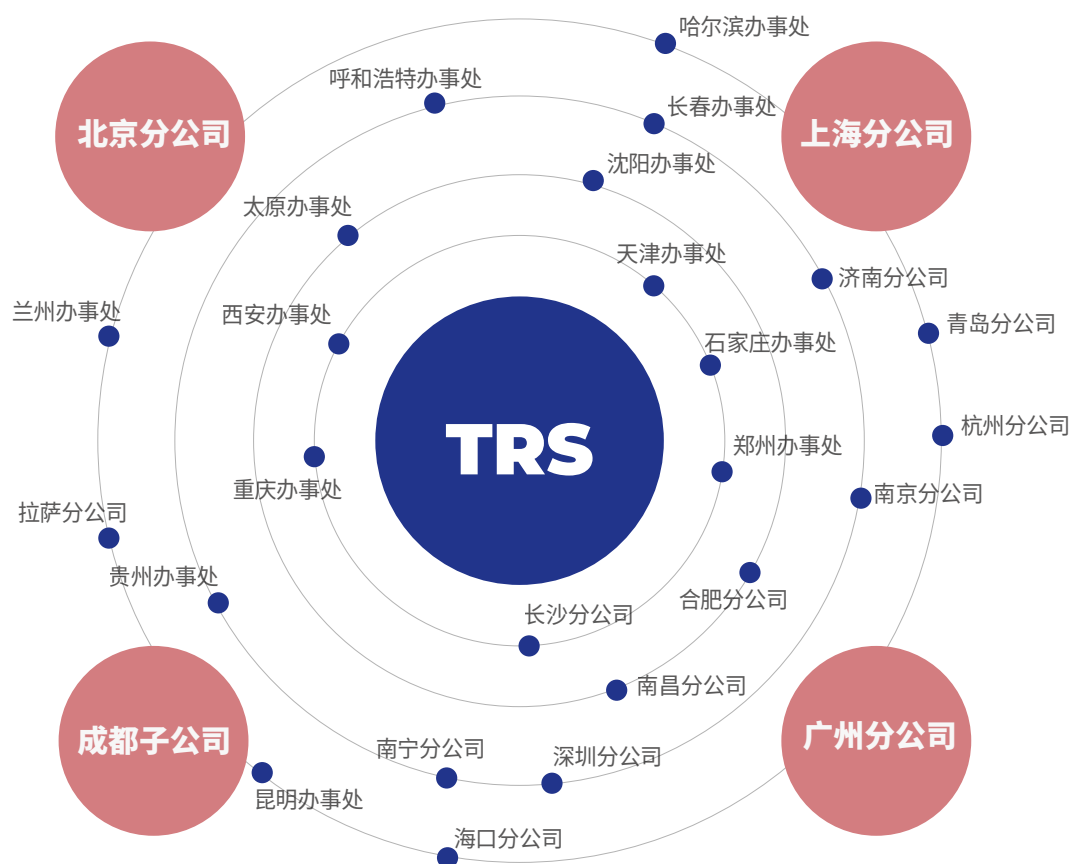 哈尔滨办事处
呼和浩特办事处
长春办事处
北京分公司
上海分公司
沈阳办事处
太原办事处
天津办事处
济南分公司
兰州办事处
西安办事处
青岛分公司
石家庄办事处
杭州分公司
TRS
郑州办事处
重庆办事处
南京分公司
拉萨分公司
贵州办事处
合肥分公司
长沙分公司
南昌分公司
成都子公司
广州分公司
南宁分公司
深圳分公司
昆明办事处
海口分公司